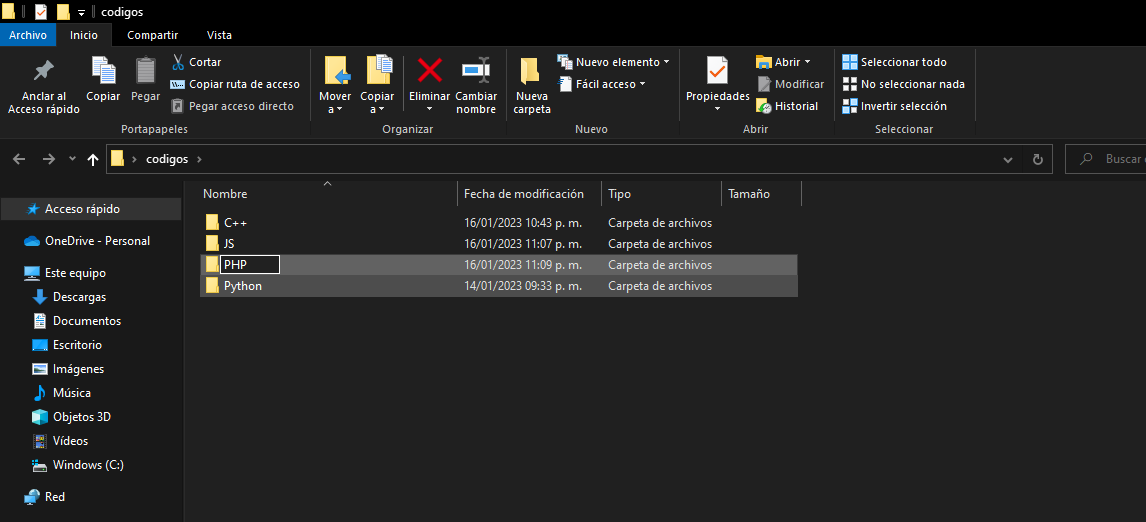 codigos
Archivo Inicio Compartir Vista
Anclar al Acceso rápido
Copiar
Pegar
Cortar
Copiar ruta de acceso
Pegar acceso directo
Portapapeles
Mover a
Copiar a
Eliminar
Cambiar nombre
Organizar
Nueva carpeta
Nuevo elemento
Fácil acceso
Nuevo
Propiedades
Abrir
Modificar
Historial
Abrir
Seleccionar todo
No seleccionar nada
Invertir selección
Seleccionar
codigos
Buscar
Nombre Fecha de modificación Tipo Tamaño
C++ 16/01/2023 10:43 p. m. Carpeta de archivos
JS 16/01/2023 11:07 p. m. Carpeta de archivos
PHP 16/01/2023 11:09 p. m. Carpeta de archivos
Python 14/01/2023 09:33 p. m. Carpeta de archivos
Acceso rápido
OneDrive - Personal
Este equipo
Descargas
Documentos
Escritorio
Imágenes
Música
Objetos 3D
Vídeos
Windows (C:)
Red